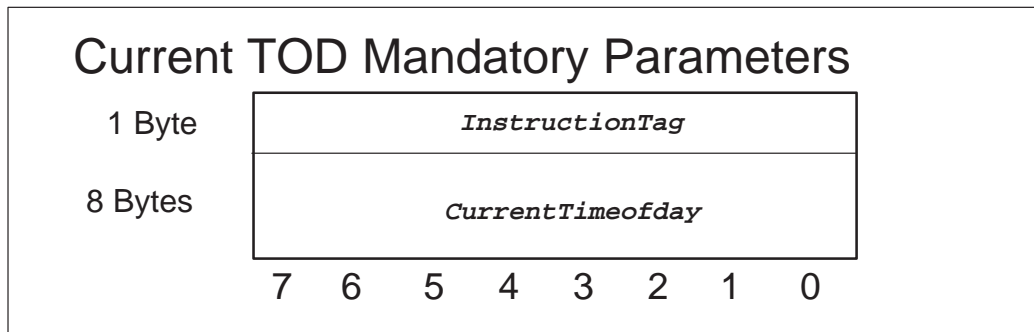 Current TOD Mandatory Parameters
1 Byte InstructionTag
8 Bytes CurrentTimeofday
7 6 5 4 3 2 1 0